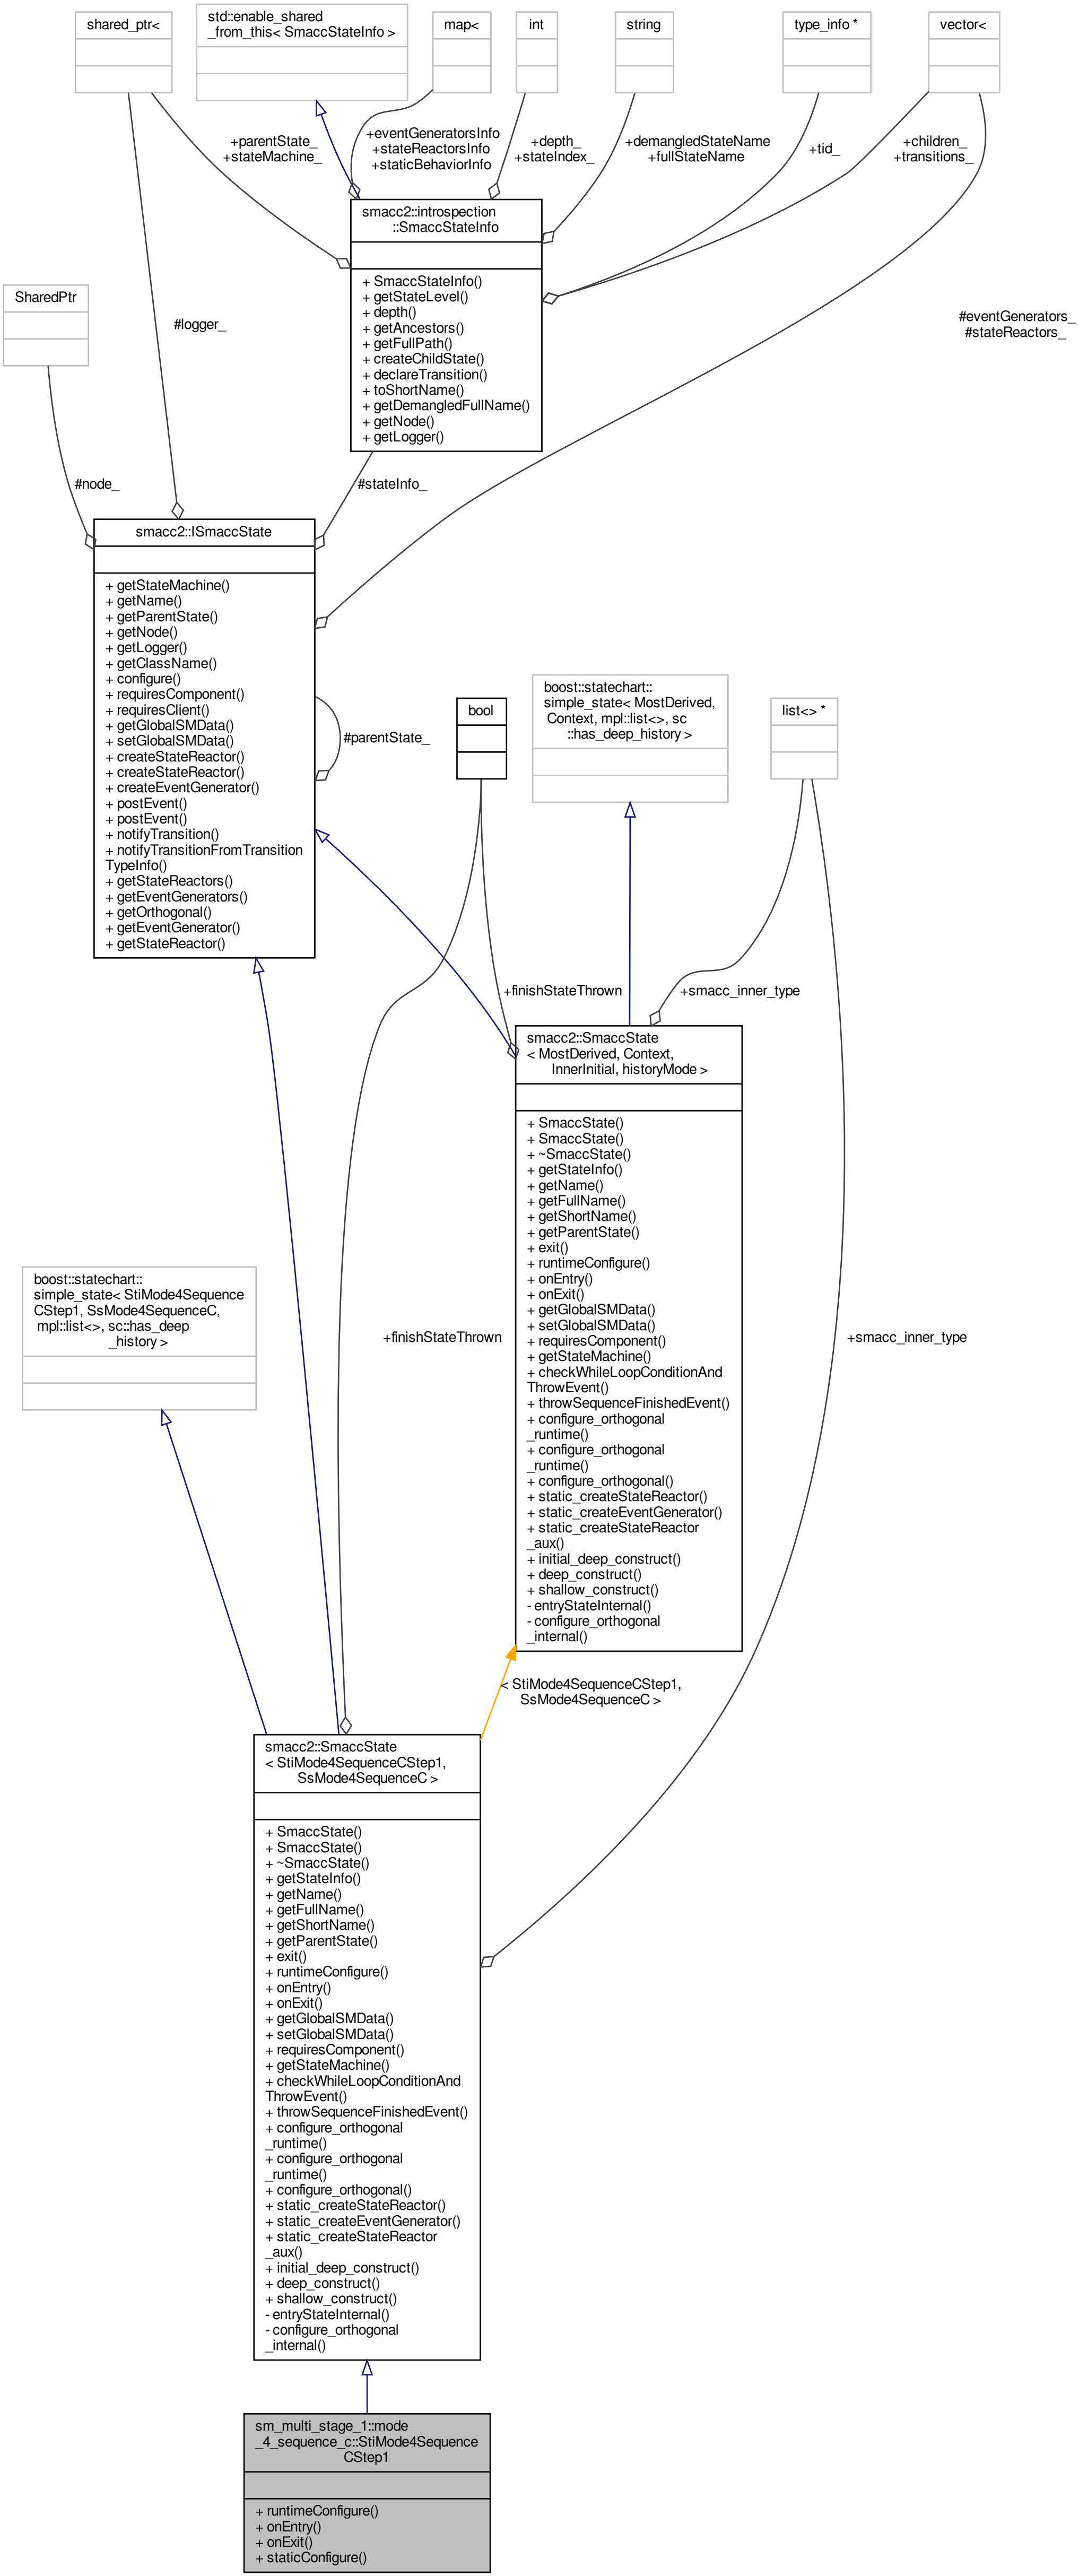 shared_ptr<
std::enable_shared
_from_this< SmaccStateInfo >
map<
int
string
type_info *
vector<
+parentState_
+stateMachine_
+eventGeneratorsInfo
+stateReactorsInfo
+staticBehaviorInfo
+depth_
+stateIndex_
+demangledStateName
+fullStateName
+tid_
+children_
+transitions_
smacc2::introspection
::SmaccStateInfo
+ SmaccStateInfo()
+ getStateLevel()
+ depth()
+ getAncestors()
+ getFullPath()
+ createChildState()
+ declareTransition()
+ toShortName()
+ getDemangledFullName()
+ getNode()
+ getLogger()
SharedPtr
#logger_
#eventGenerators_
#stateReactors_
#node_
#stateInfo_
smacc2::ISmaccState
+ getStateMachine()
+ getName()
+ getParentState()
+ getNode()
+ getLogger()
+ getClassName()
+ configure()
+ requiresComponent()
+ requiresClient()
+ getGlobalSMData()
+ setGlobalSMData()
+ createStateReactor()
+ createStateReactor()
+ createEventGenerator()
+ postEvent()
+ postEvent()
+ notifyTransition()
+ notifyTransitionFromTransition
TypeInfo()
+ getStateReactors()
+ getEventGenerators()
+ getOrthogonal()
+ getEventGenerator()
+ getStateReactor()
#parentState_
bool
boost::statechart::
simple_state< MostDerived,
Context, mpl::list<>, sc
::has_deep_history >
list<> *
+finishStateThrown
+smacc_inner_type
smacc2::SmaccState
< MostDerived, Context,
InnerInitial, historyMode >
+ SmaccState()
+ SmaccState()
+ ~SmaccState()
+ getStateInfo()
+ getName()
+ getFullName()
+ getShortName()
+ getParentState()
+ exit()
+ runtimeConfigure()
+ onEntry()
+ onExit()
+ getGlobalSMData()
+ setGlobalSMData()
+ requiresComponent()
+ getStateMachine()
+ checkWhileLoopConditionAnd
ThrowEvent()
+ throwSequenceFinishedEvent()
+ configure_orthogonal
_runtime()
+ configure_orthogonal
_runtime()
+ configure_orthogonal()
+ static_createStateReactor()
+ static_createEventGenerator()
+ static_createStateReactor
_aux()
+ initial_deep_construct()
+ deep_construct()
+ shallow_construct()
- entryStateInternal()
- configure_orthogonal
_internal()
boost::statechart::
simple_state< StiMode4Sequence
CStep1, SsMode4SequenceC,
mpl::list<>, sc::has_deep
_history >
+finishStateThrown
+smacc_inner_type
< StiMode4SequenceCStep1,
SsMode4SequenceC >
smacc2::SmaccState
< StiMode4SequenceCStep1,
SsMode4SequenceC >
+ SmaccState()
+ SmaccState()
+ ~SmaccState()
+ getStateInfo()
+ getName()
+ getFullName()
+ getShortName()
+ getParentState()
+ exit()
+ runtimeConfigure()
+ onEntry()
+ onExit()
+ getGlobalSMData()
+ setGlobalSMData()
+ requiresComponent()
+ getStateMachine()
+ checkWhileLoopConditionAnd
ThrowEvent()
+ throwSequenceFinishedEvent()
+ configure_orthogonal
_runtime()
+ configure_orthogonal
_runtime()
+ configure_orthogonal()
+ static_createStateReactor()
+ static_createEventGenerator()
+ static_createStateReactor
_aux()
+ initial_deep_construct()
+ deep_construct()
+ shallow_construct()
- entryStateInternal()
- configure_orthogonal
_internal()
sm_multi_stage_1::mode
_4_sequence_c::StiMode4Sequence
CStep1
+ runtimeConfigure()
+ onEntry()
+ onExit()
+ staticConfigure()